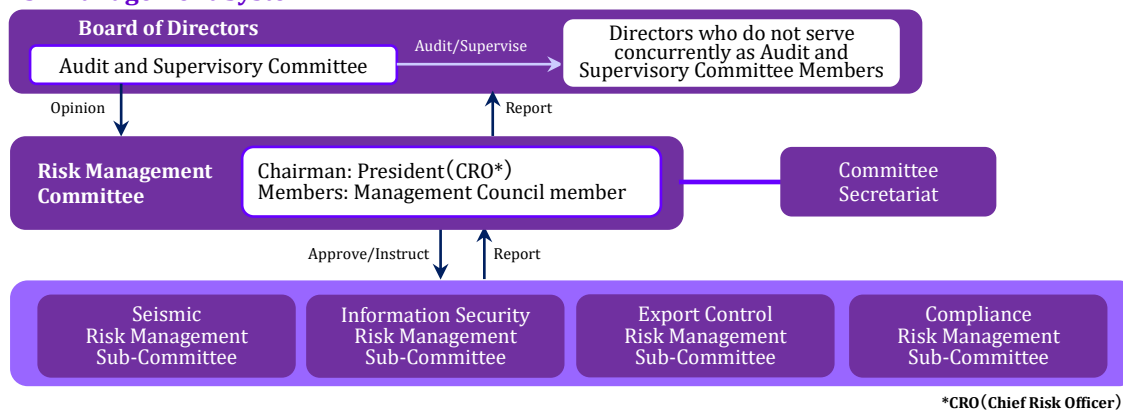 Board of Directors
Audit and Supervisory Committee
Audit/Supervise
Directors who do not serve
concurrently as Audit and
Supervisory Committee Members
Opinion
Report
Risk Management
Committee
Chairman: President(CRO*)
Members: Management Council member
Committee
Secretariat
Approve/Instruct
Report
Seismic
Risk Management
Sub-Committee
Information Security
Risk Management
Sub-Committee
Export Control
Risk Management
Sub-Committee
Compliance
Risk Management
Sub-Committee
*CRO(Chief Risk Officer)